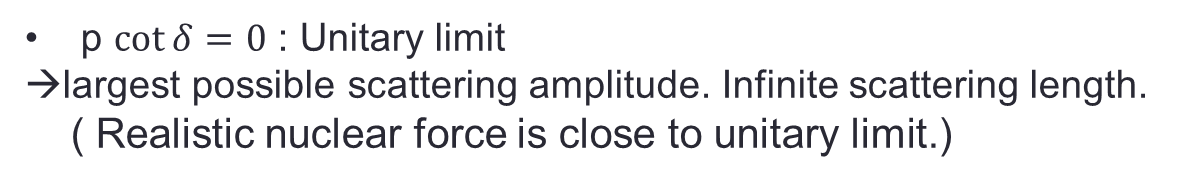 • p cot δ = 0 : Unitary limit
→largest possible scattering amplitude. Infinite scattering length.
( Realistic nuclear force is close to unitary limit.)